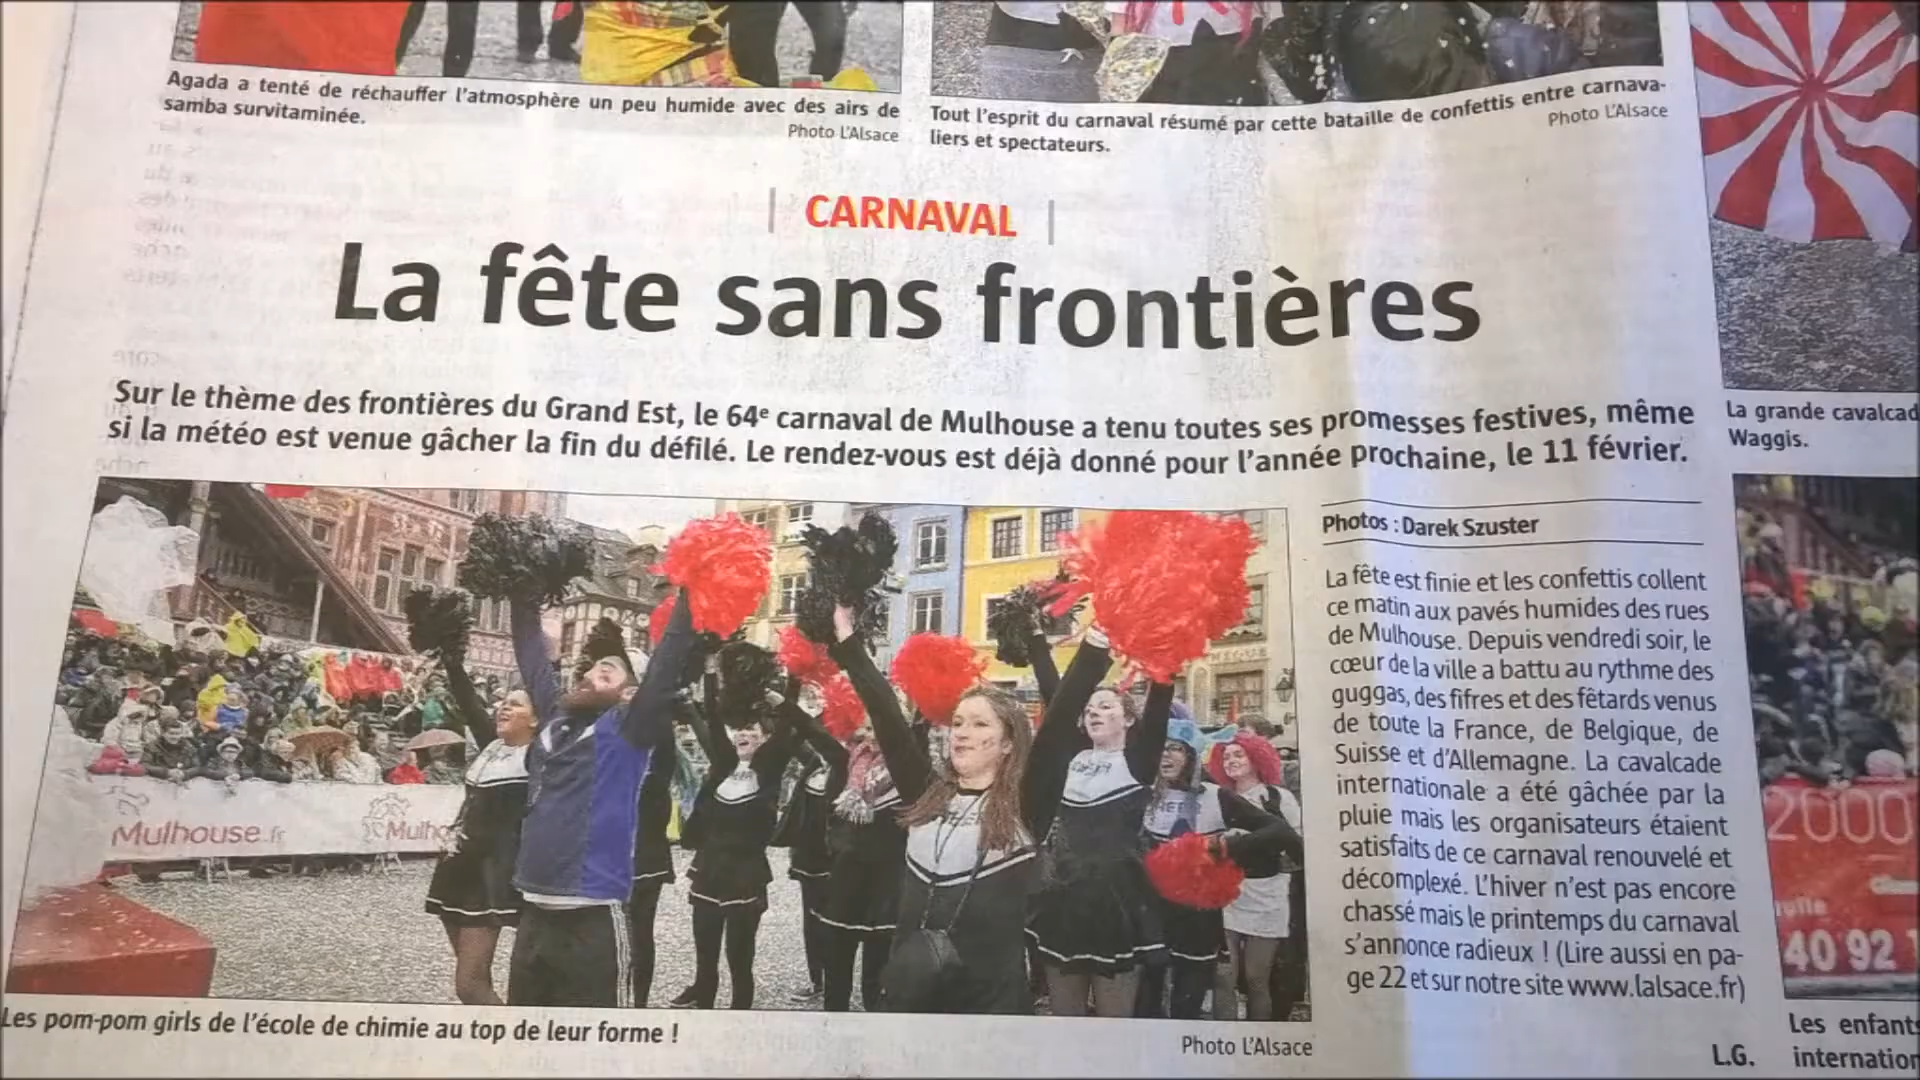 Agada a tenté de réchauffer l'atmosphère un peu humide avec des airs de
samba survitaminée.
Photo L'Alsace
Tout l'esprit du carnaval résumé par cette bataille de confettis entre carnava-
liers et spectateurs.
Photo L'Alsace
CARNAVAL
La fête sans frontières
Sur le thème des frontières du Grand Est, le 64e carnaval de Mulhouse a tenu toutes ses promesses festives, même
si la météo est venue gâcher la fin du défilé. Le rendez-vous est déjà donné pour l'année prochaine, le 11 février.
La grande cavalcad
Waggis.
Mulhouse.fr
Mulho
Photos : Darek Szuster
La fête est finie et les confettis collent
ce matin aux pavés humides des rues
de Mulhouse. Depuis vendredi soir, le
cœur de la ville a battu au rythme des
guggas, des fifres et des fêtards venus
de toute la France, de Belgique, de
Suisse et d'Allemagne. La cavalcade
internationale a été gâchée par la
pluie mais les organisateurs étaient
satisfaits de ce carnaval renouvelé et
décomplexé. L'hiver n'est pas encore
chassé mais le printemps du carnaval
s'annonce radieux ! (Lire aussi en pa-
ge 22 et sur notre site www.lalsace.fr)
L.G.
Les pom-pom girls de l'école de chimie au top de leur forme !
Photo L'Alsace
2000
40 92
Les enfants
internation